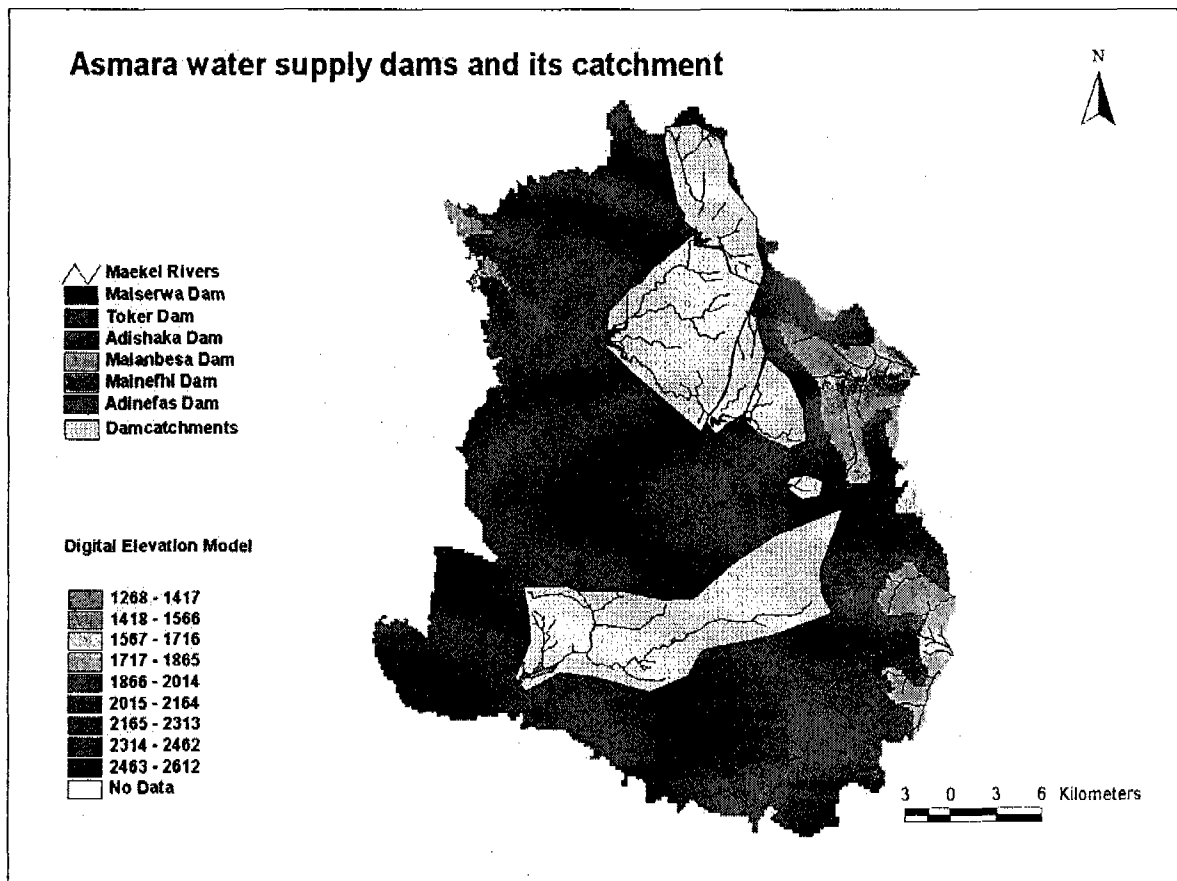 Asmara water supply dams and its catchment
N
Maekel Rivers
Maiserwa Dam
Toker Dam
Adishaka Dam
Maianbesa Dam
Mainefhi Dam
Adinefas Dam
Damcatchments
Digital Elevation Model
1268 - 1417
1418 - 1566
1567 - 1716
1717 - 1865
1866 - 2014
2015 - 2164
2165 - 2313
2314 - 2462
2463 - 2612
No Data
3 0 3 6 Kilometers